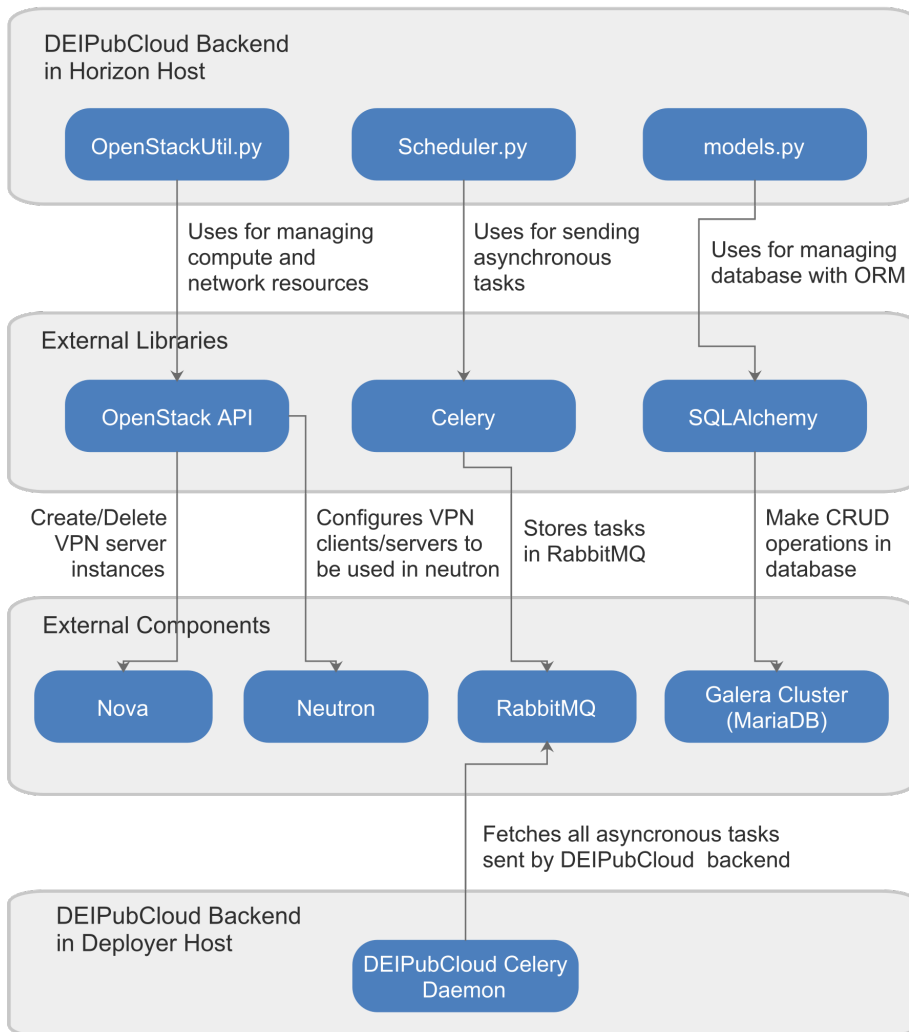 DEIPubCloud Backend
in Horizon Host
OpenStackUtil.py
Scheduler.py
models.py
Uses for managing
compute and
network resources
Uses for sending
asynchronous
tasks
Uses for managing
database with ORM
External Libraries
OpenStack API
Celery
SQLAlchemy
Create/Delete
VPN server
instances
Configures VPN
clients/servers to
be used in neutron
Stores tasks
in RabbitMQ
Make CRUD
operations in
database
External Components
Nova
Neutron
RabbitMQ
Galera Cluster
(MariaDB)
Fetches all asyncronous tasks
sent by DEIPubCloud backend
DEIPubCloud Backend
in Deployer Host
DEIPubCloud Celery
Daemon